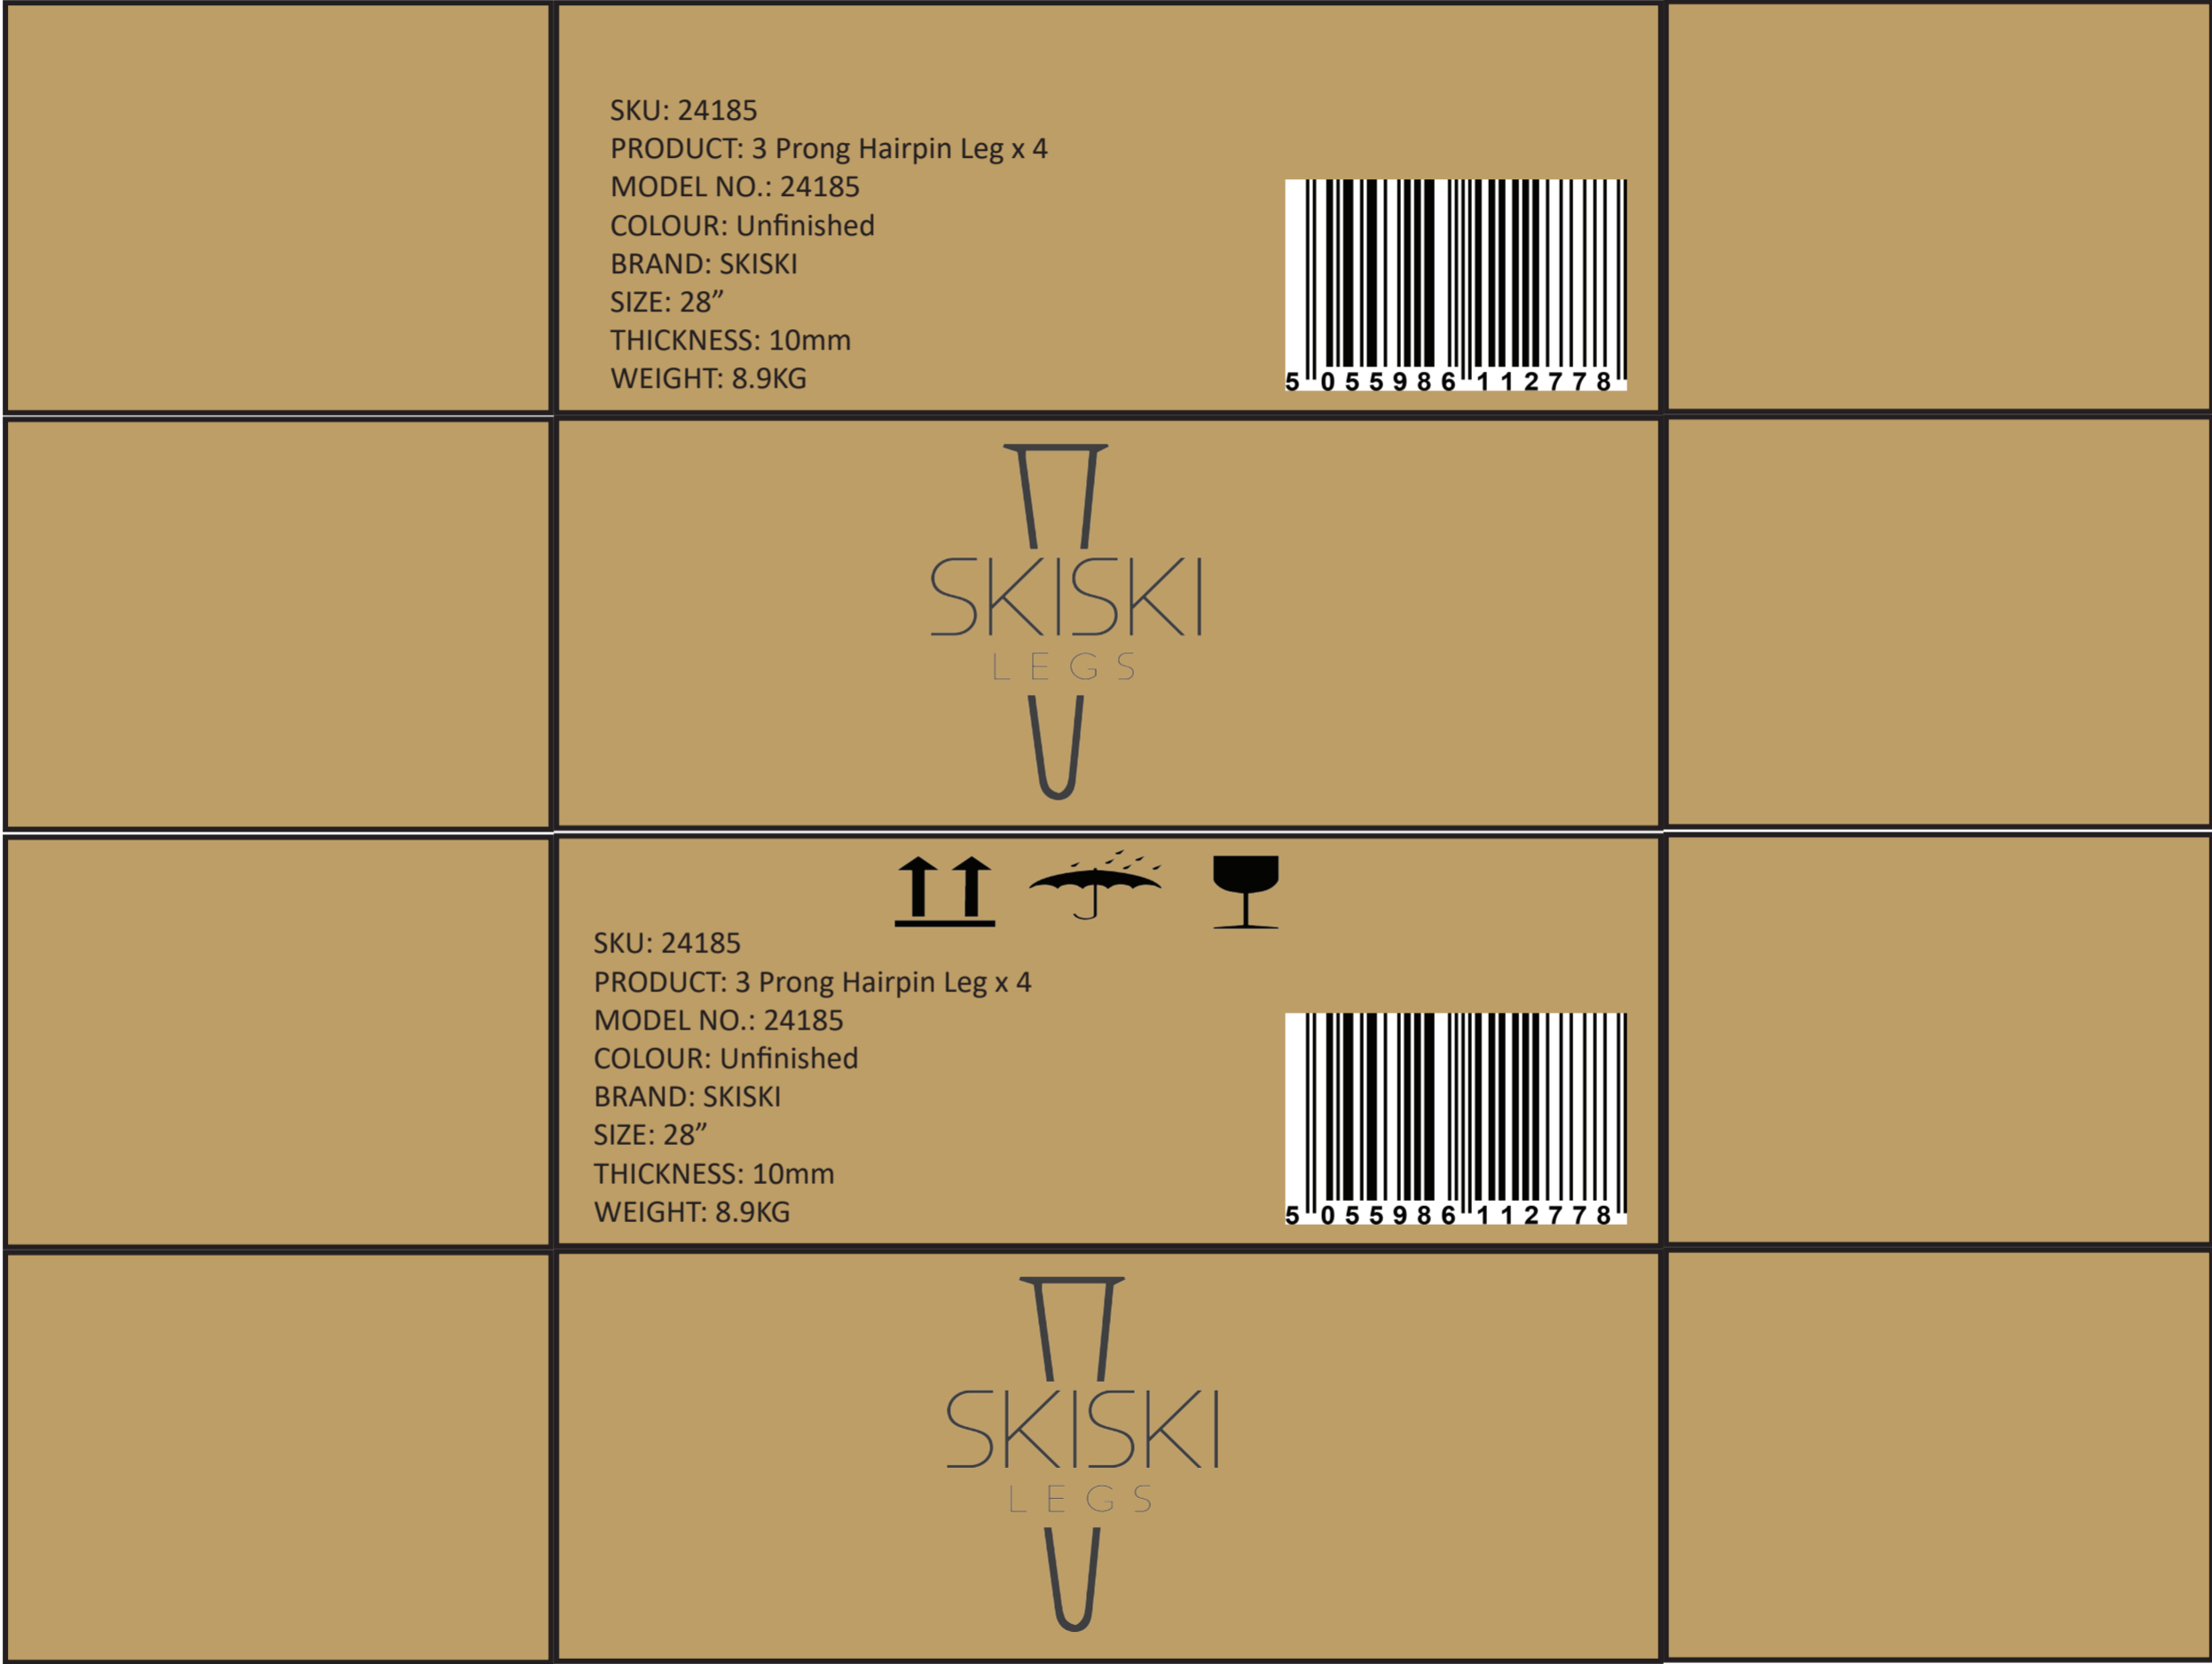 SKU: 24185
PRODUCT: 3 Prong Hairpin Leg x 4
MODEL NO.: 24185
COLOUR: Unfinished
BRAND: SKISKI
SIZE: 28”
THICKNESS: 10mm
WEIGHT: 8.9KG
5 055986 112778
SKISKI
LEGS
SKU: 24185
PRODUCT: 3 Prong Hairpin Leg x 4
MODEL NO.: 24185
COLOUR: Unfinished
BRAND: SKISKI
SIZE: 28”
THICKNESS: 10mm
WEIGHT: 8.9KG
5 055986 112778
SKISKI
LEGS